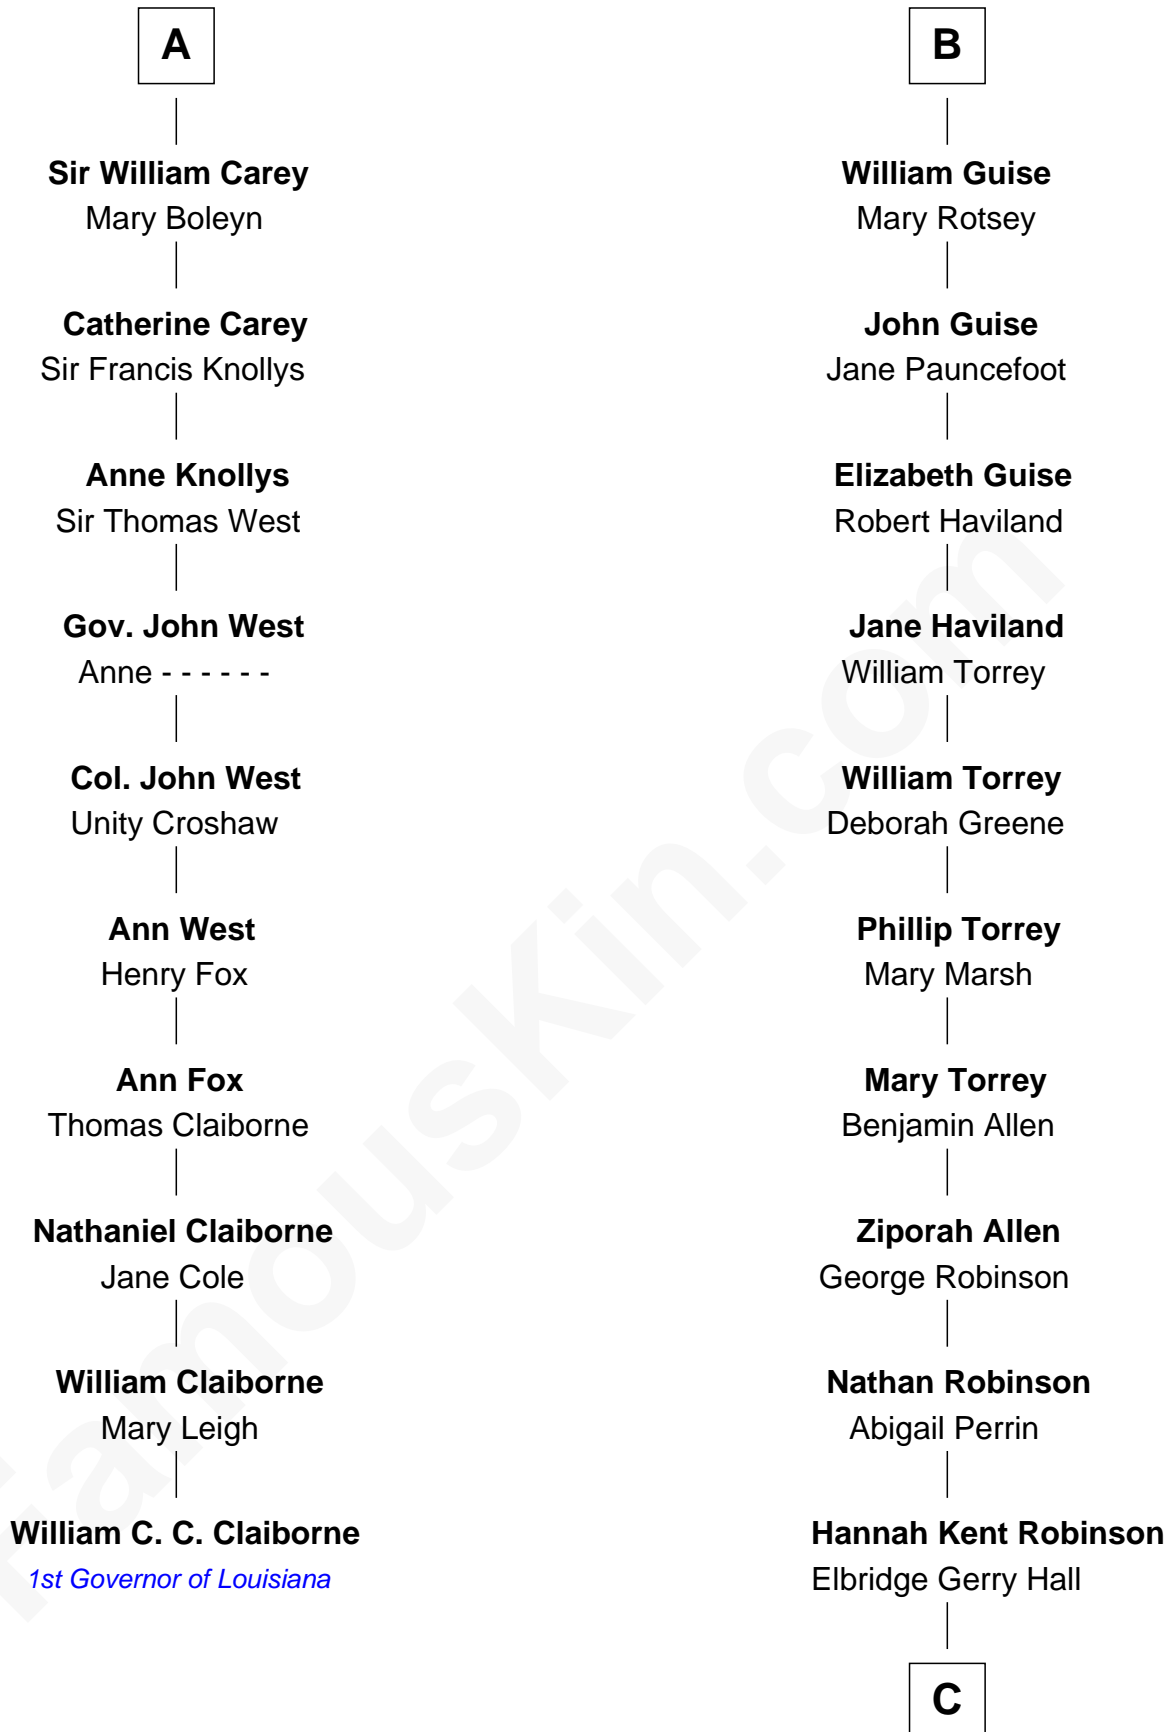 A
Sir William Carey
Mary Boleyn
Catherine Carey
Sir Francis Knollys
Anne Knollys
Sir Thomas West
Gov. John West
Anne - - - - - -
Col. John West
Unity Croshaw
Ann West
Henry Fox
Ann Fox
Thomas Claiborne
Nathaniel Claiborne
Jane Cole
William Claiborne
Mary Leigh
William C. C. Claiborne
1st Governor of Louisiana
B
William Guise
Mary Rotsey
John Guise
Jane Pauncefoot
Elizabeth Guise
Robert Haviland
Jane Haviland
William Torrey
William Torrey
Deborah Greene
Phillip Torrey
Mary Marsh
Mary Torrey
Benjamin Allen
Ziporah Allen
George Robinson
Nathan Robinson
Abigail Perrin
Hannah Kent Robinson
Elbridge Gerry Hall
C
FamousKin.com